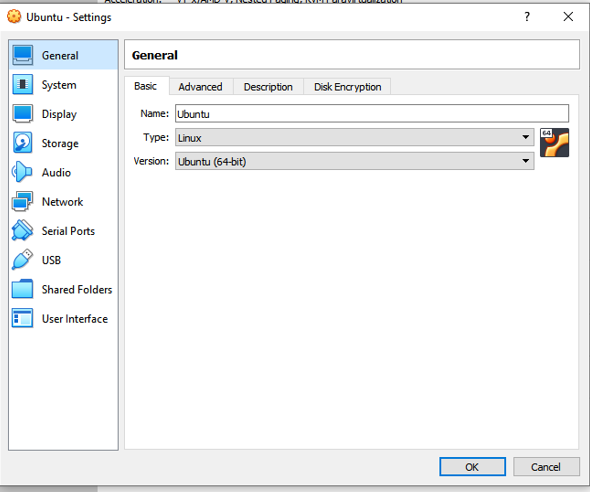 Acceleration: VT-x/AMD-V, Nested Paging, KVM Paravirtualization
Ubuntu - Settings
?
General
System
Display
Storage
Audio
Network
Serial Ports
USB
Shared Folders
User Interface
General
Basic Advanced Description Disk Encryption
Name: Ubuntu
Type: Linux
64
Version: Ubuntu (64-bit)
OK Cancel